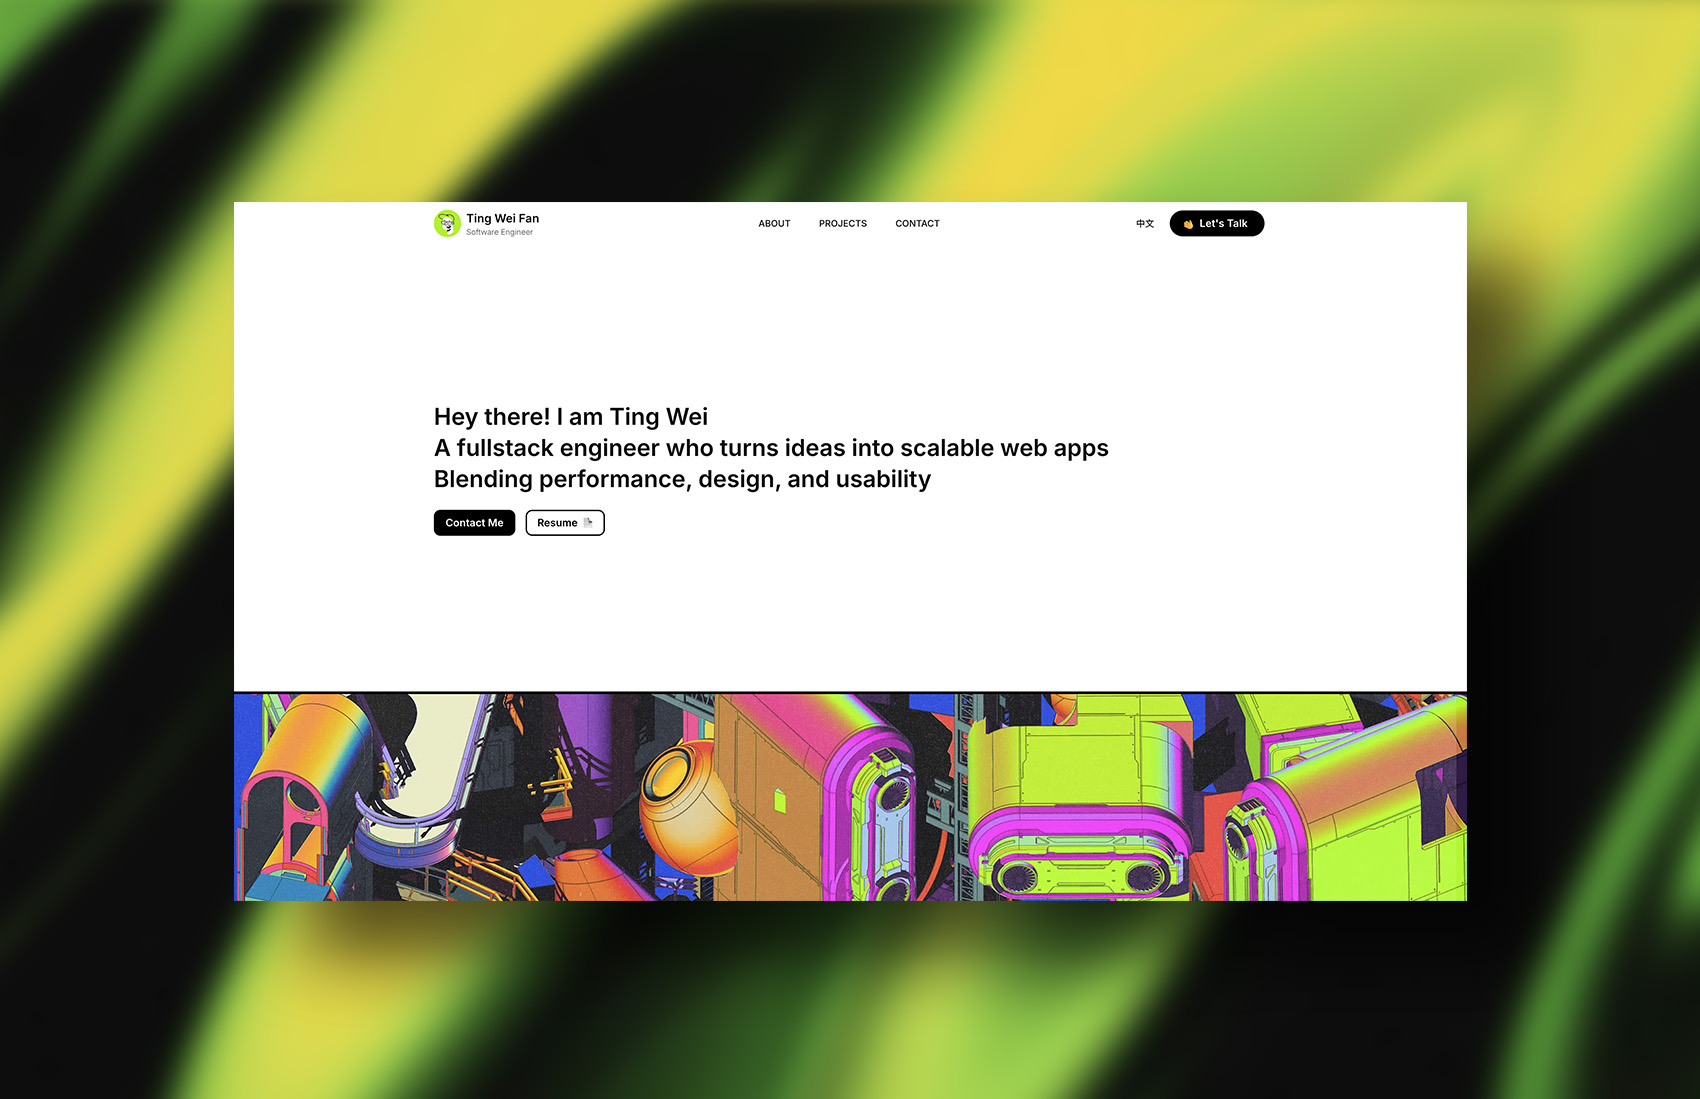 Ting Wei Fan
Software Engineer
ABOUT
PROJECTS
CONTACT
中文
Let's Talk
Hey there! I am Ting Wei
A fullstack engineer who turns ideas into scalable web apps
Blending performance, design, and usability
Contact Me
Resume